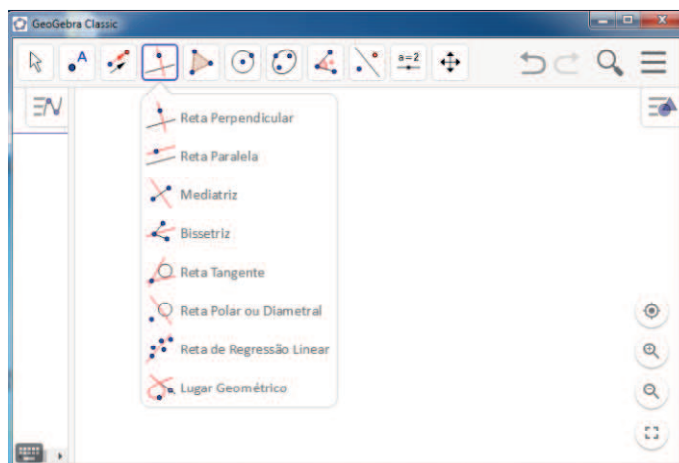 GeoGebra Classic
A
a=2
Reta Perpendicular
Reta Paralela
Mediatriz
Bissetriz
Reta Tangente
Reta Polar ou Diametral
Reta de Regressão Linear
Lugar Geométrico